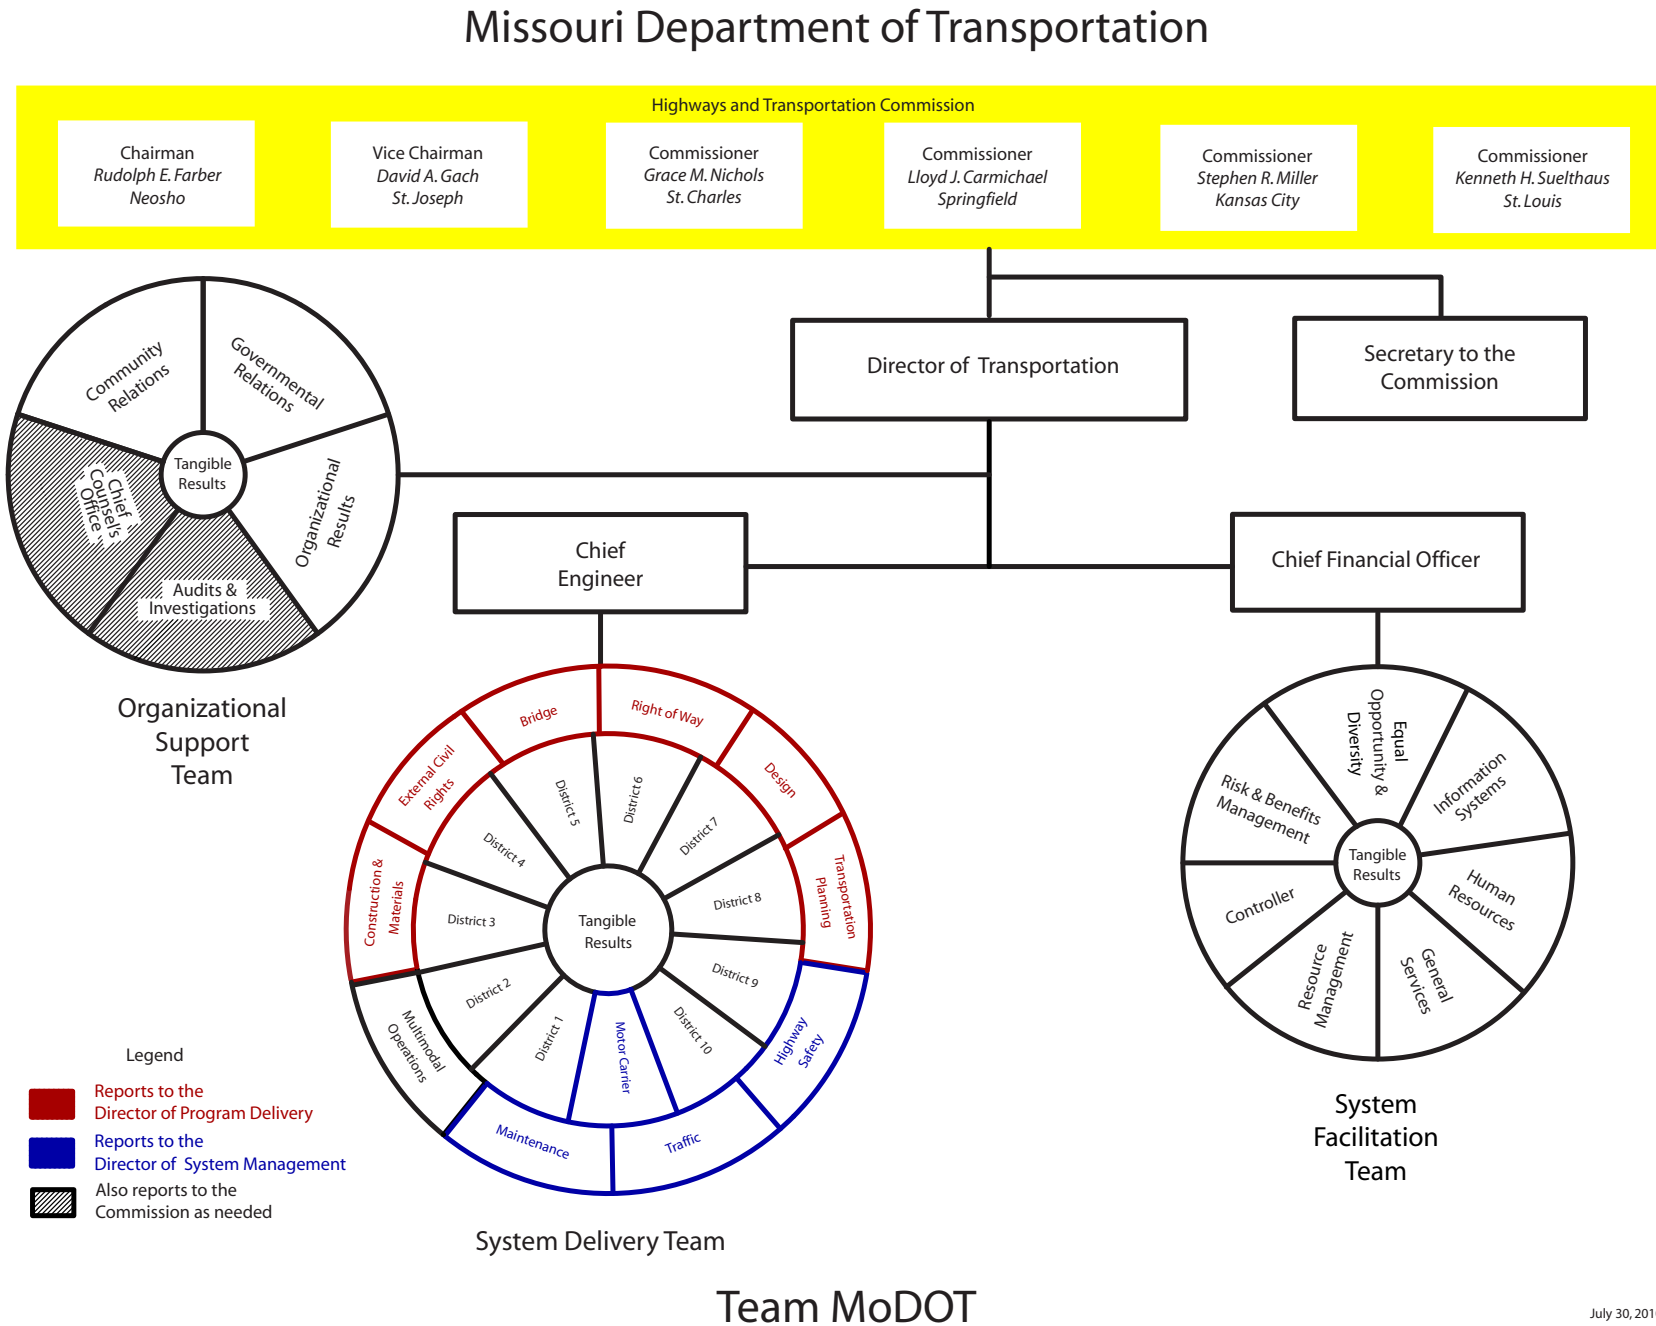 Missouri Department of Transportation
Highways and Transportation Commission
Chairman
Rudolph E. Farber
Neosho
Vice Chairman
David A. Gach
St. Joseph
Commissioner
Grace M. Nichols
St. Charles
Commissioner
Lloyd J. Carmichael
Springfield
Commissioner
Stephen R. Miller
Kansas City
Commissioner
Kenneth H. Suelthaus
St. Louis
Director of Transportation
Secretary to the
Commission
Community
Relations
Governmental
Relations
Organizational
Results
Audits &
Investigations
Chief
Counsel's
Office
Tangible
Results
Organizational
Support
Team
Chief
Engineer
Chief Financial Officer
Bridge
Right of Way
Design
Transportation
Planning
Highway
Safety
Traffic
Maintenance
Multimodal
Operations
Construction &
Materials
External Civil
Rights
District 5
District 6
District 7
District 8
District 9
District 10
Motor Carrier
District 1
District 2
District 3
District 4
Tangible
Results
System Delivery Team
Equal
Opportunity &
Diversity
Information
Systems
Human
Resources
General
Services
Resource
Management
Controller
Risk & Benefits
Management
Tangible
Results
System
Facilitation
Team
Legend
Reports to the
Director of Program Delivery
Reports to the
Director of System Management
Also reports to the
Commission as needed
Team MoDOT
July 30,